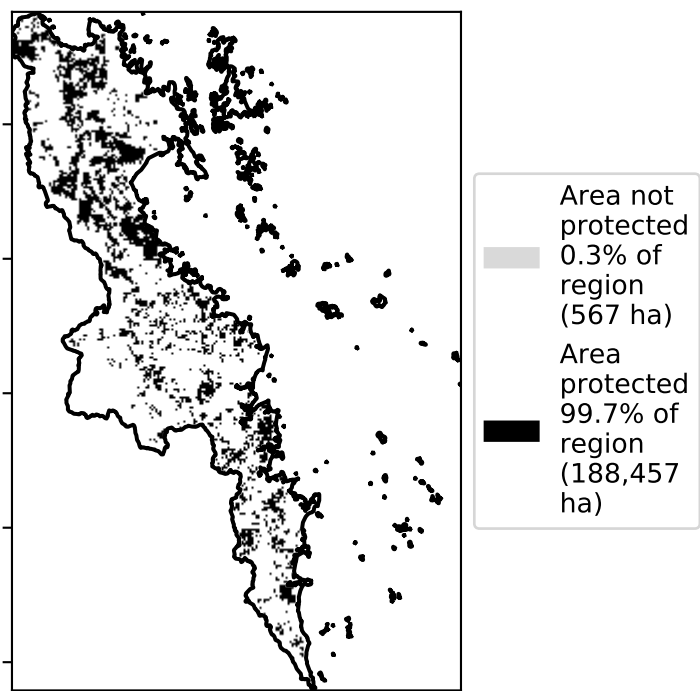 Area not
protected
0.3% of
region
(567 ha)
Area
protected
99.7% of
region
(188,457
ha)